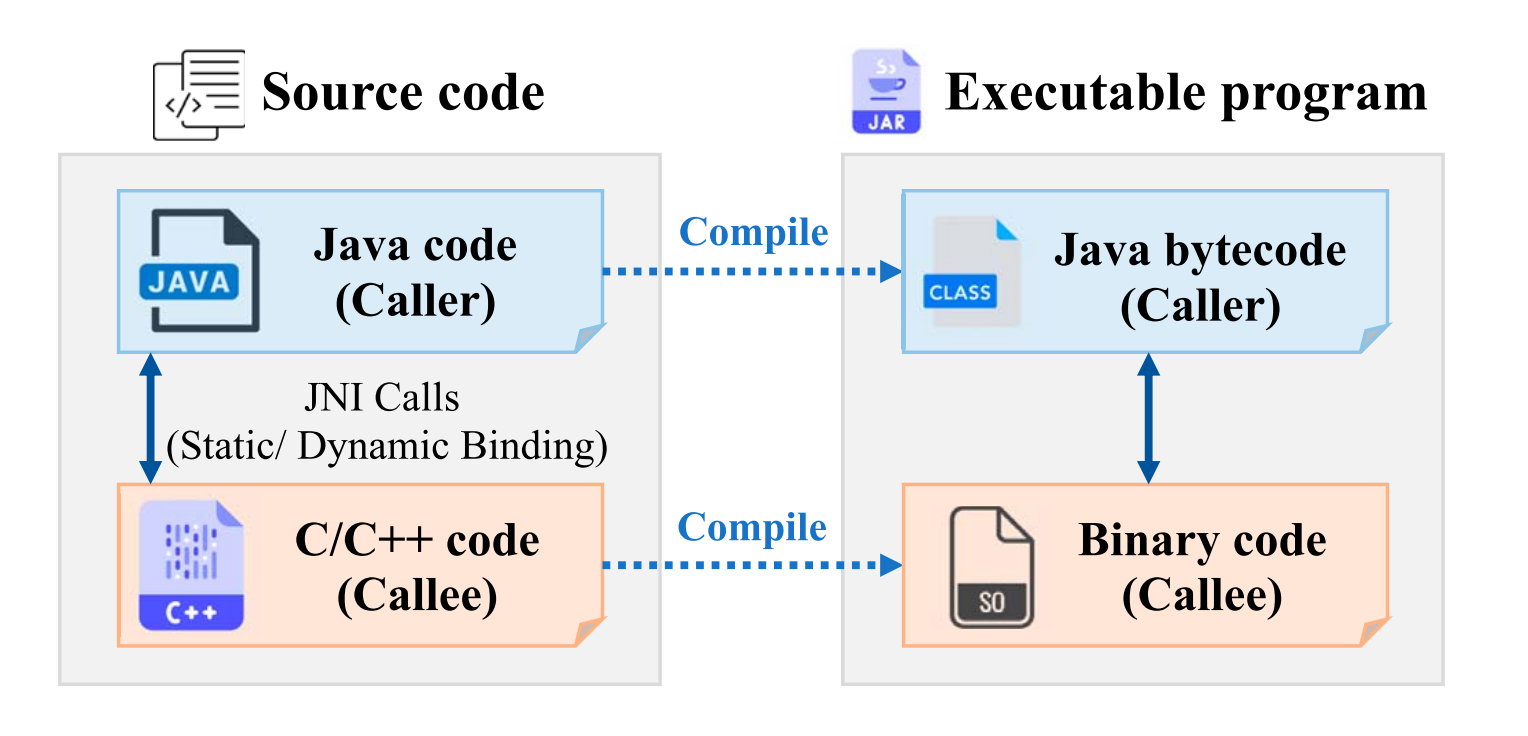 </>
Source code
JAR
Executable program
JAVA
Java code
(Caller)
Compile
CLASS
Java bytecode
(Caller)
JNI Calls
(Static/ Dynamic Binding)
C++
C/C++ code
(Callee)
Compile
SO
Binary code
(Callee)